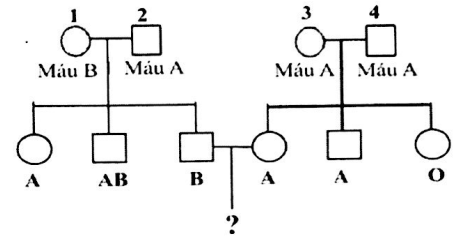 1 2 3 4
Máu B Máu A Máu A Máu A
A AB B A A O
?